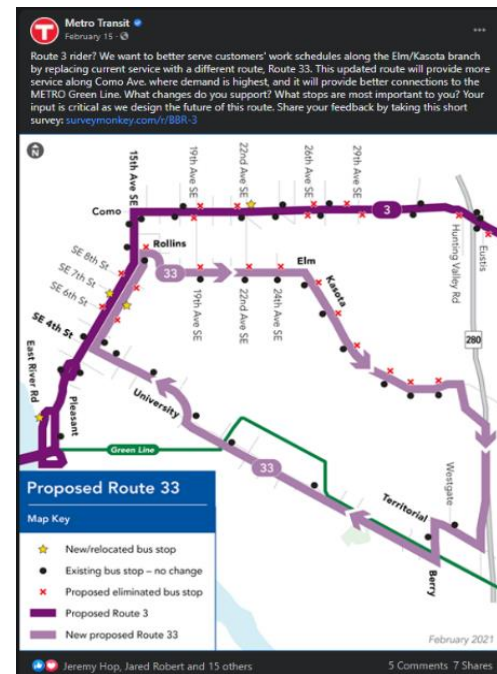 Metro Transit
February 15 ·
Route 3 rider? We want to better serve customers' work schedules along the Elm/Kasota branch
by replacing current service with a different route, Route 33. This updated route will provide more
service along Como Ave. where demand is highest, and it will provide better connections to the
METRO Green Line. What changes do you support? What stops are most important to you? Your
input is critical as we design the future of this route. Share your feedback by taking this short
survey: surveymonkey.com/r/BBR-3
N
15th Ave SE
19th Ave SE
22nd Ave SE
26th Ave SE
29th Ave SE
Como
3
Rollins
Elm
Hunting Valley Rd
Eustis
SE 8th St
SE 7th St
SE 6th St
33
Kasota
19th Ave SE
22nd Ave SE
24th Ave SE
SE 4th St
280
East River Rd
Pleasant
University
Green Line
33
Westgate
Territorial
Berry
Proposed Route 33
Map Key
New/relocated bus stop
Existing bus stop – no change
Proposed eliminated bus stop
Proposed Route 3
New proposed Route 33
February 2021
Jeremy Hop, Jared Robert and 15 others
5 Comments 7 Shares